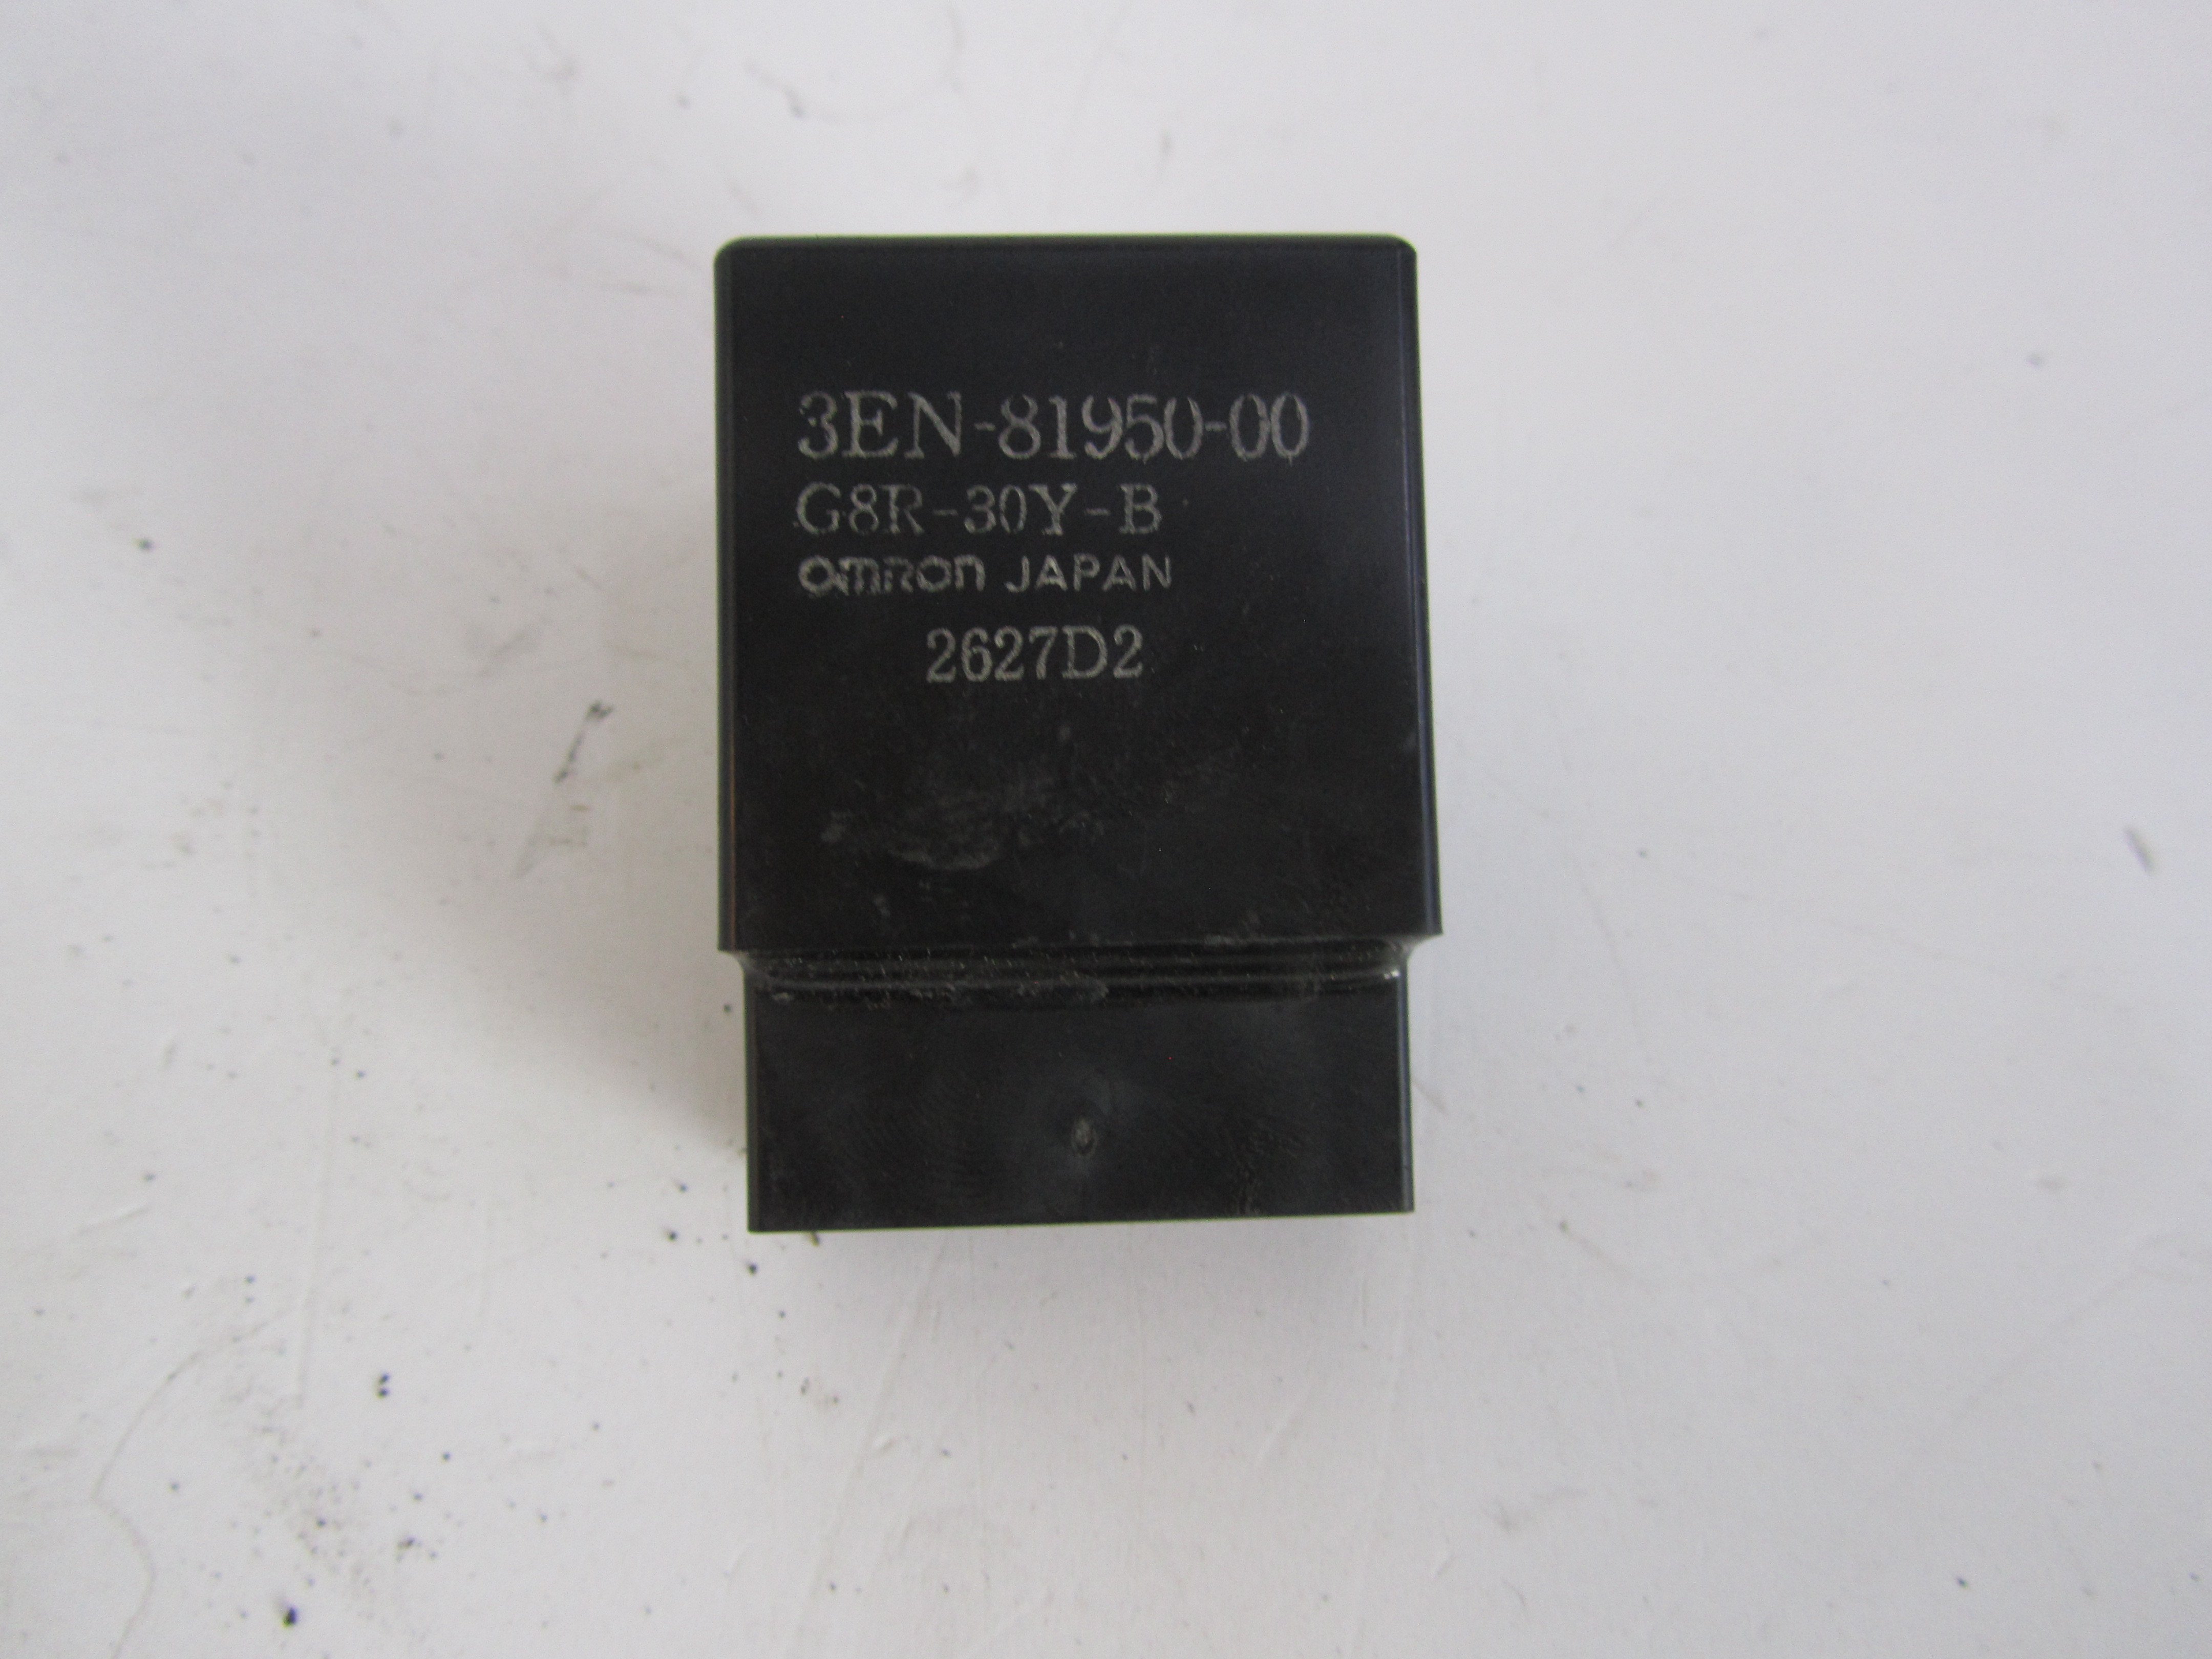 3EN-81950-00
G8R-30Y-B
omron JAPAN
2627D2